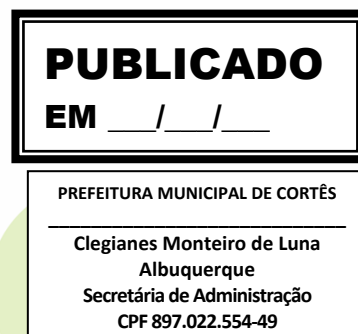 PUBLICADO
EM ___/___/___
PREFEITURA MUNICIPAL DE CORTÊS
____________________________
Clegianes Monteiro de Luna
Albuquerque
Secretária de Administração
CPF 897.022.554-49